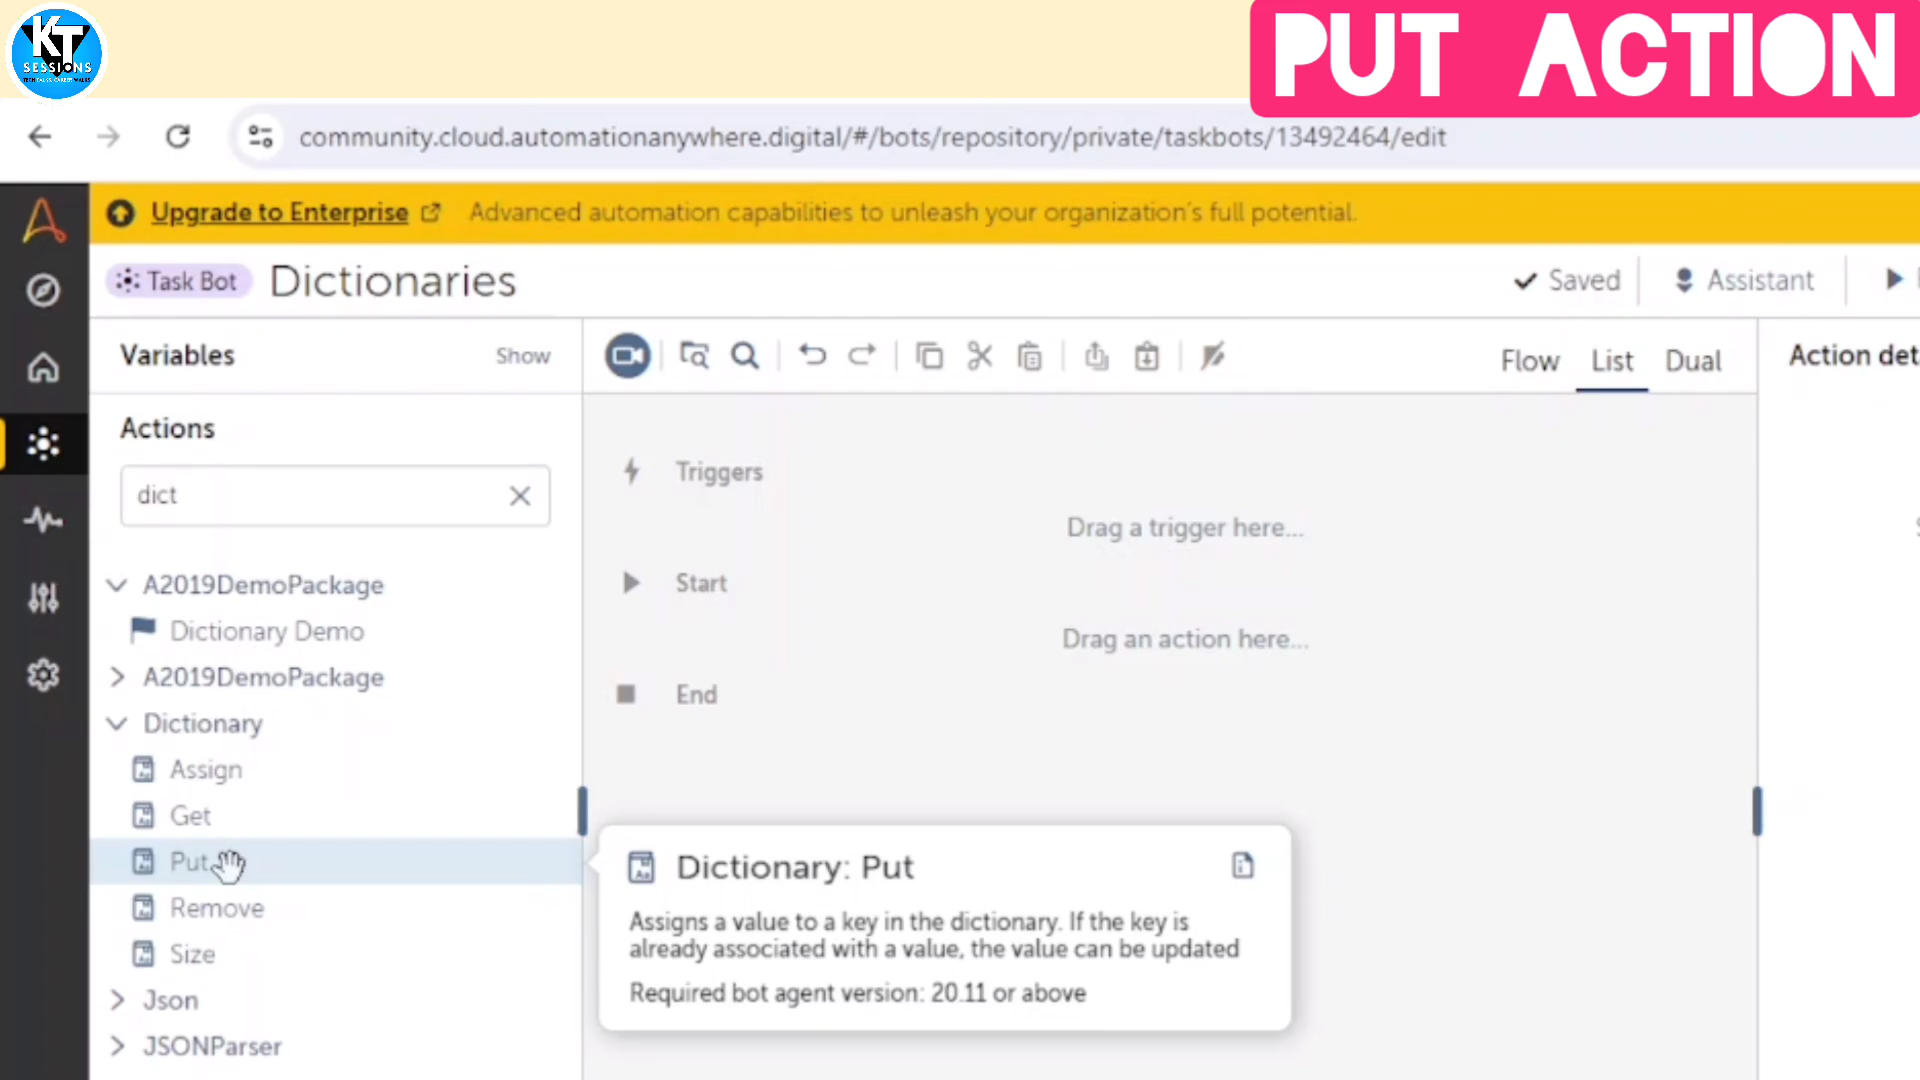 KT
SESSIONS
TECH TALKS, CAREER WALKS
PUT ACTION
community.cloud.automationanywhere.digital/#/bots/repository/private/taskbots/13492464/edit
Upgrade to Enterprise
Advanced automation capabilities to unleash your organization's full potential.
Task Bot
Dictionaries
Saved
Assistant
Variables
Show
Flow
List
Dual
Action det
Actions
dict
Triggers
Drag a trigger here...
A2019DemoPackage
Start
Dictionary Demo
Drag an action here...
A2019DemoPackage
End
Dictionary
Assign
Get
Put
Dictionary: Put
Remove
Assigns a value to a key in the dictionary. If the key is
already associated with a value, the value can be updated
Size
Required bot agent version: 20.11 or above
Json
JSONParser